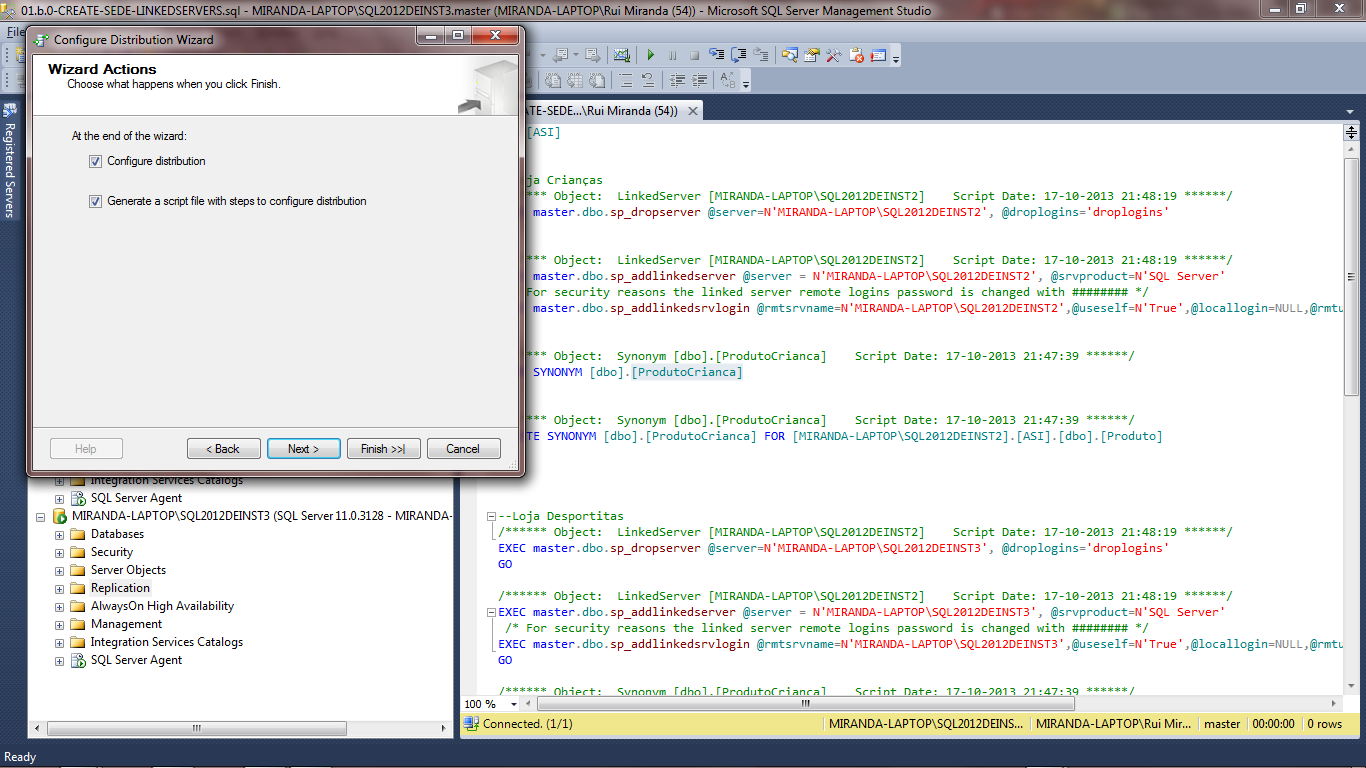 01.b.0-CREATE-SEDE-LINKEDSERVERS.sql - MIRANDA-LAPTOP\SQL2012DEINST3.master (MIRANDA-LAPTOP\Rui Miranda (54)) - Microsoft SQL Server Management Studio
File
Configure Distribution Wizard
Wizard Actions
Choose what happens when you click Finish.
At the end of the wizard:
Configure distribution
Generate a script file with steps to configure distribution
Help
< Back
Next >
Finish >>|
Cancel
Registered Servers
Integration Services Catalogs
SQL Server Agent
MIRANDA-LAPTOP\SQL2012DEINST3 (SQL Server 11.0.3128 - MIRANDA-
Databases
Security
Server Objects
Replication
AlwaysOn High Availability
Management
Integration Services Catalogs
SQL Server Agent
ATE-SEDE...\Rui Miranda (54))
[ASI]
ja Crianças
*** Object:  LinkedServer [MIRANDA-LAPTOP\SQL2012DEINST2]    Script Date: 17-10-2013 21:48:19 ******/
master.dbo.sp_dropserver @server=N'MIRANDA-LAPTOP\SQL2012DEINST2', @droplogins='droplogins'
*** Object:  LinkedServer [MIRANDA-LAPTOP\SQL2012DEINST2]    Script Date: 17-10-2013 21:48:19 ******/
master.dbo.sp_addlinkedserver @server = N'MIRANDA-LAPTOP\SQL2012DEINST2', @srvproduct=N'SQL Server'
For security reasons the linked server remote logins password is changed with ######## */
master.dbo.sp_addlinkedsrvlogin @rmtsrvname=N'MIRANDA-LAPTOP\SQL2012DEINST2',@useself=N'True',@locallogin=NULL,@rmtu
*** Object:  Synonym [dbo].[ProdutoCrianca]    Script Date: 17-10-2013 21:47:39 ******/
SYNONYM [dbo].[ProdutoCrianca]
*** Object:  Synonym [dbo].[ProdutoCrianca]    Script Date: 17-10-2013 21:47:39 ******/
TE SYNONYM [dbo].[ProdutoCrianca] FOR [MIRANDA-LAPTOP\SQL2012DEINST2].[ASI].[dbo].[Produto]
--Loja Desportitas
/****** Object:  LinkedServer [MIRANDA-LAPTOP\SQL2012DEINST2]    Script Date: 17-10-2013 21:48:19 ******/
EXEC master.dbo.sp_dropserver @server=N'MIRANDA-LAPTOP\SQL2012DEINST3', @droplogins='droplogins'
GO
/****** Object:  LinkedServer [MIRANDA-LAPTOP\SQL2012DEINST2]    Script Date: 17-10-2013 21:48:19 ******/
EXEC master.dbo.sp_addlinkedserver @server = N'MIRANDA-LAPTOP\SQL2012DEINST3', @srvproduct=N'SQL Server'
/* For security reasons the linked server remote logins password is changed with ######## */
EXEC master.dbo.sp_addlinkedsrvlogin @rmtsrvname=N'MIRANDA-LAPTOP\SQL2012DEINST3',@useself=N'True',@locallogin=NULL,@rmtu
GO
/****** Object:  Synonym [dbo].[ProdutoCrianca]    Script Date: 17-10-2013 21:47:39 ******/
100 %
Connected. (1/1)
MIRANDA-LAPTOP\SQL2012DEINS...
MIRANDA-LAPTOP\Rui Mir...
master
00:00:00
0 rows
Ready